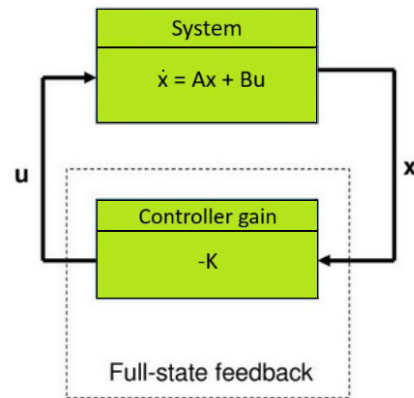 System
ẋ = Ax + Bu
u
x
Controller gain
-K
Full-state feedback